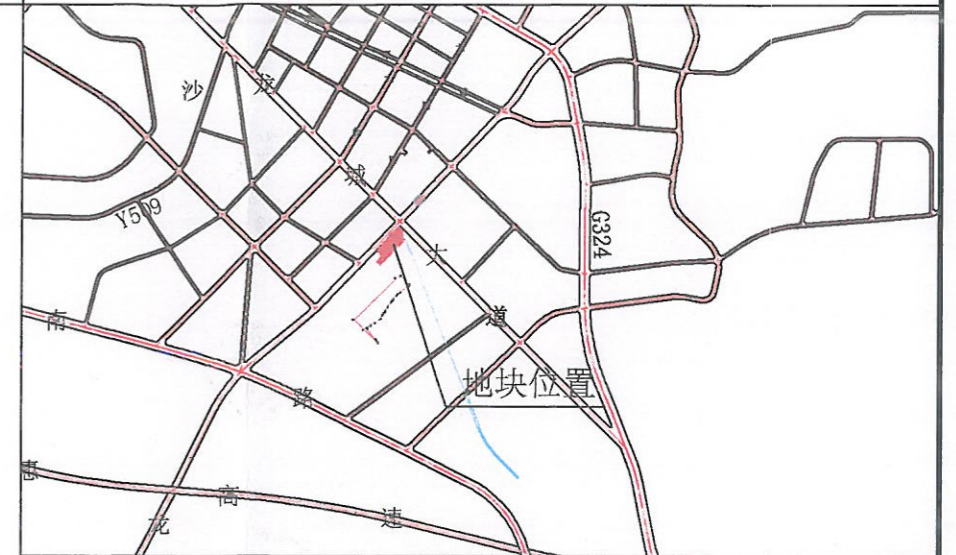 沙
龙
城
大
道
Y509
G324
南
路
地块位置
惠
高
速
龙